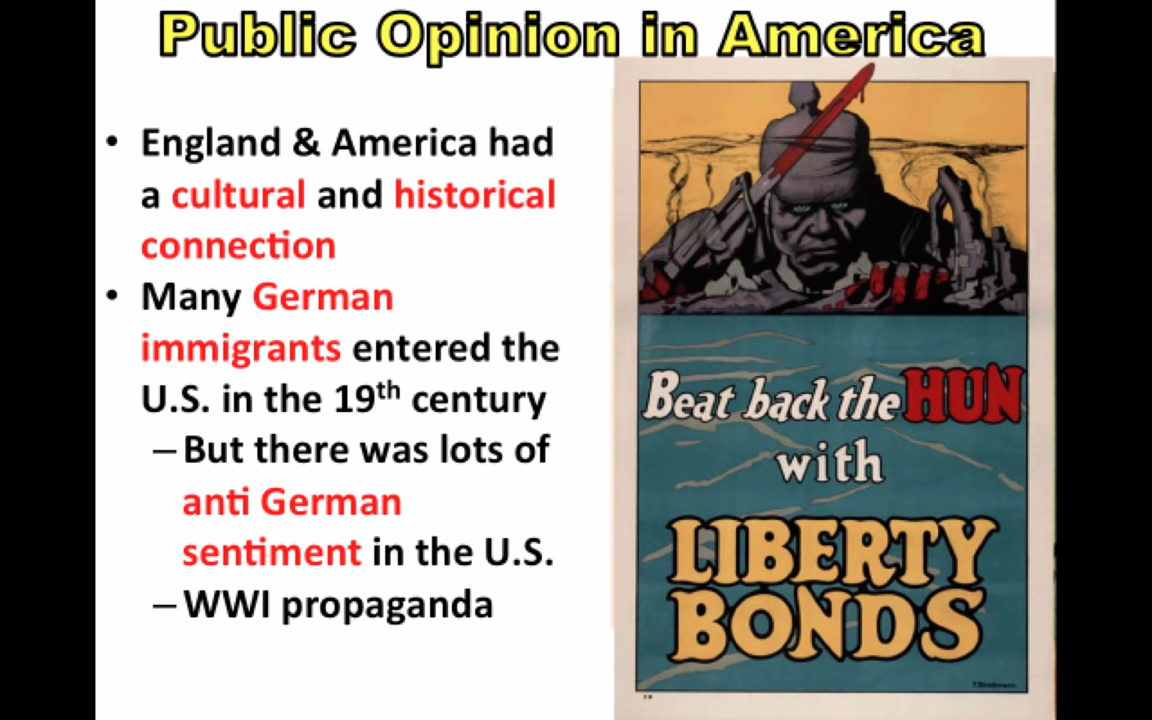 Public Opinion in America
• England & America had
a cultural and historical
connection
• Many German
immigrants entered the
U.S. in the 19th century
– But there was lots of
anti German
sentiment in the U.S.
– WWI propaganda
Beat back the HUN
with
LIBERTY
BONDS